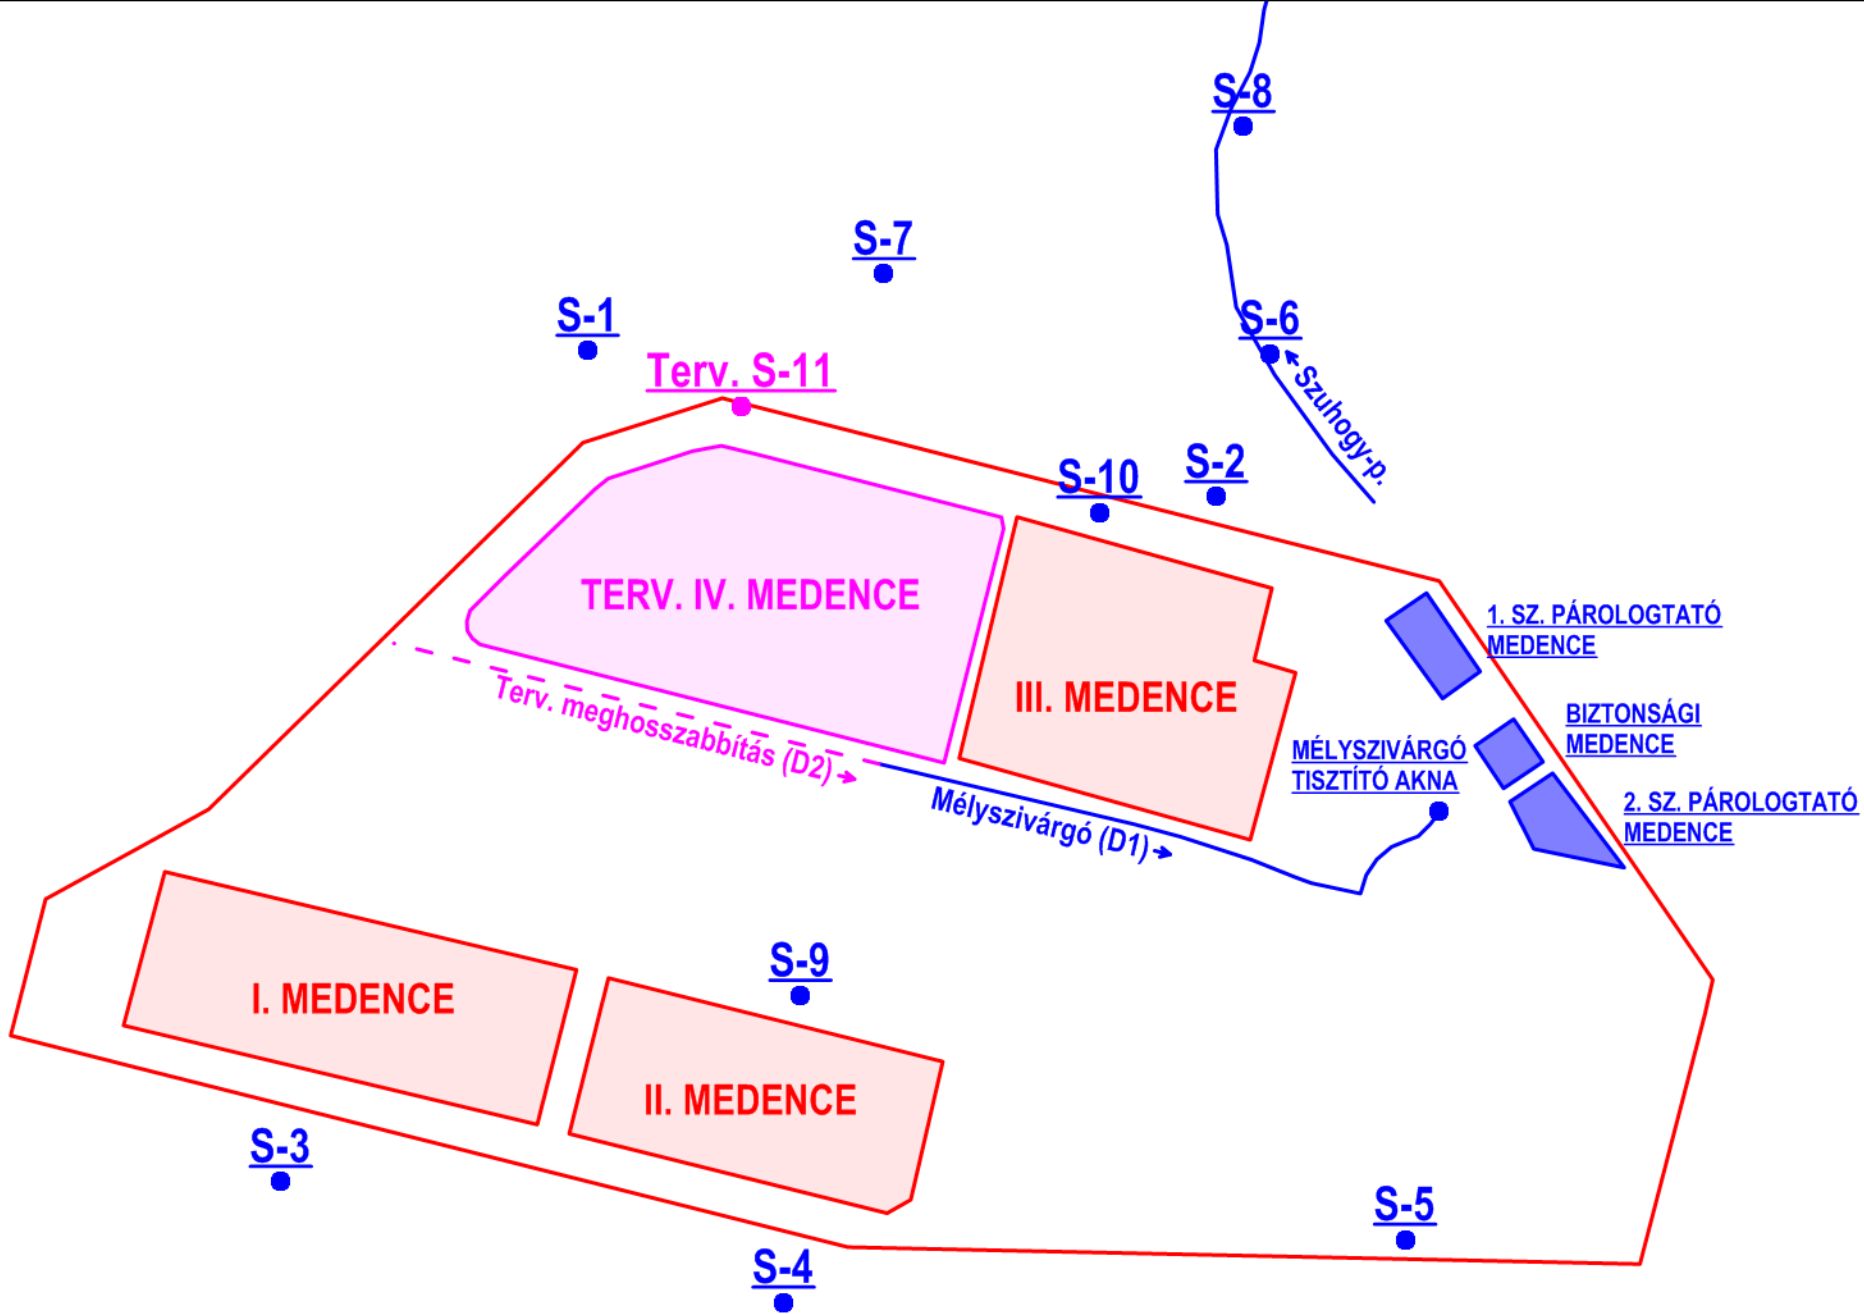 S-8
S-7
S-1
S-6
Terv. S-11
Szuhogy-p.
S-10
S-2
TERV. IV. MEDENCE
1. SZ. PÁROLOGTATÓ
MEDENCE
III. MEDENCE
Terv. meghosszabbítás (D2)
BIZTONSÁGI
MEDENCE
MÉLYSZIVÁRGÓ
TISZTÍTÓ AKNA
Mélyszivárgó (D1)
2. SZ. PÁROLOGTATÓ
MEDENCE
S-9
I. MEDENCE
II. MEDENCE
S-3
S-5
S-4